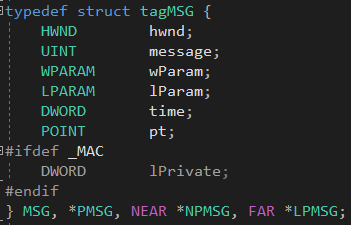 typedef struct tagMSG {
    HWND        hwnd;
    UINT        message;
    WPARAM      wParam;
    LPARAM      lParam;
    DWORD       time;
    POINT       pt;
#ifdef _MAC
    DWORD       lPrivate;
#endif
} MSG, *PMSG, NEAR *NPMSG, FAR *LPMSG;